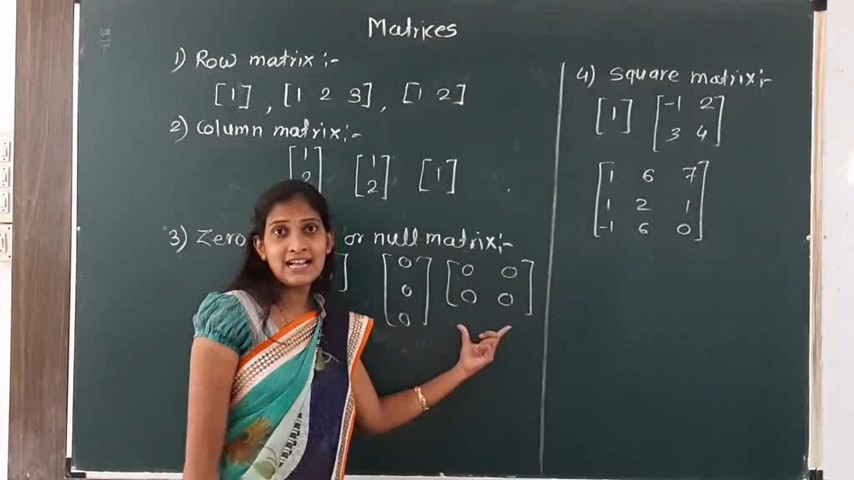 Matrices
1) Row matrix :-
[1] , [1 2 3] , [1 2]
2) Column matrix :-
[1 2 [1 2] [1]
3) Zero or null matrix :-
] [0 0 0] [0 0
0 0]
4) Square matrix :-
[1] [-1 2
3 4]
[1 6 7
1 2 1
-1 6 0]